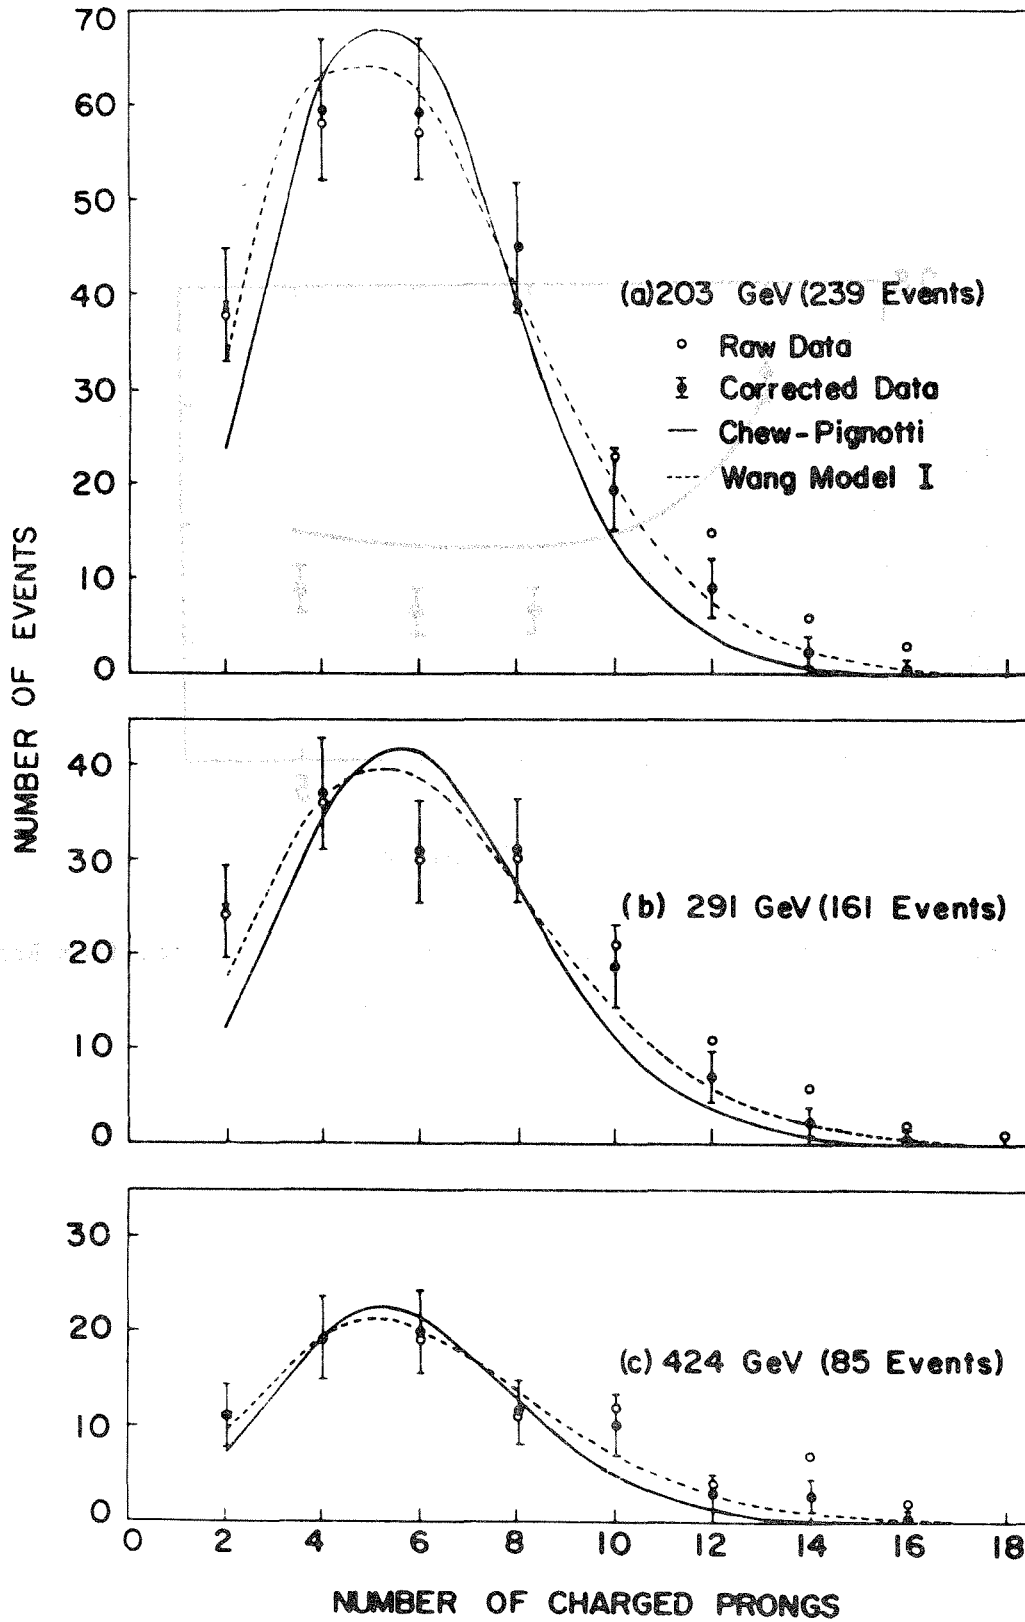 NUMBER OF EVENTS
70
60
50
40
30
20
10
0
(a) 203 GeV (239 Events)
Raw Data
Corrected Data
Chew-Pignotti
Wang Model I
40
30
20
10
0
(b) 291 GeV (161 Events)
30
20
10
0
(c) 424 GeV (85 Events)
0 2 4 6 8 10 12 14 16 18
NUMBER OF CHARGED PRONGS